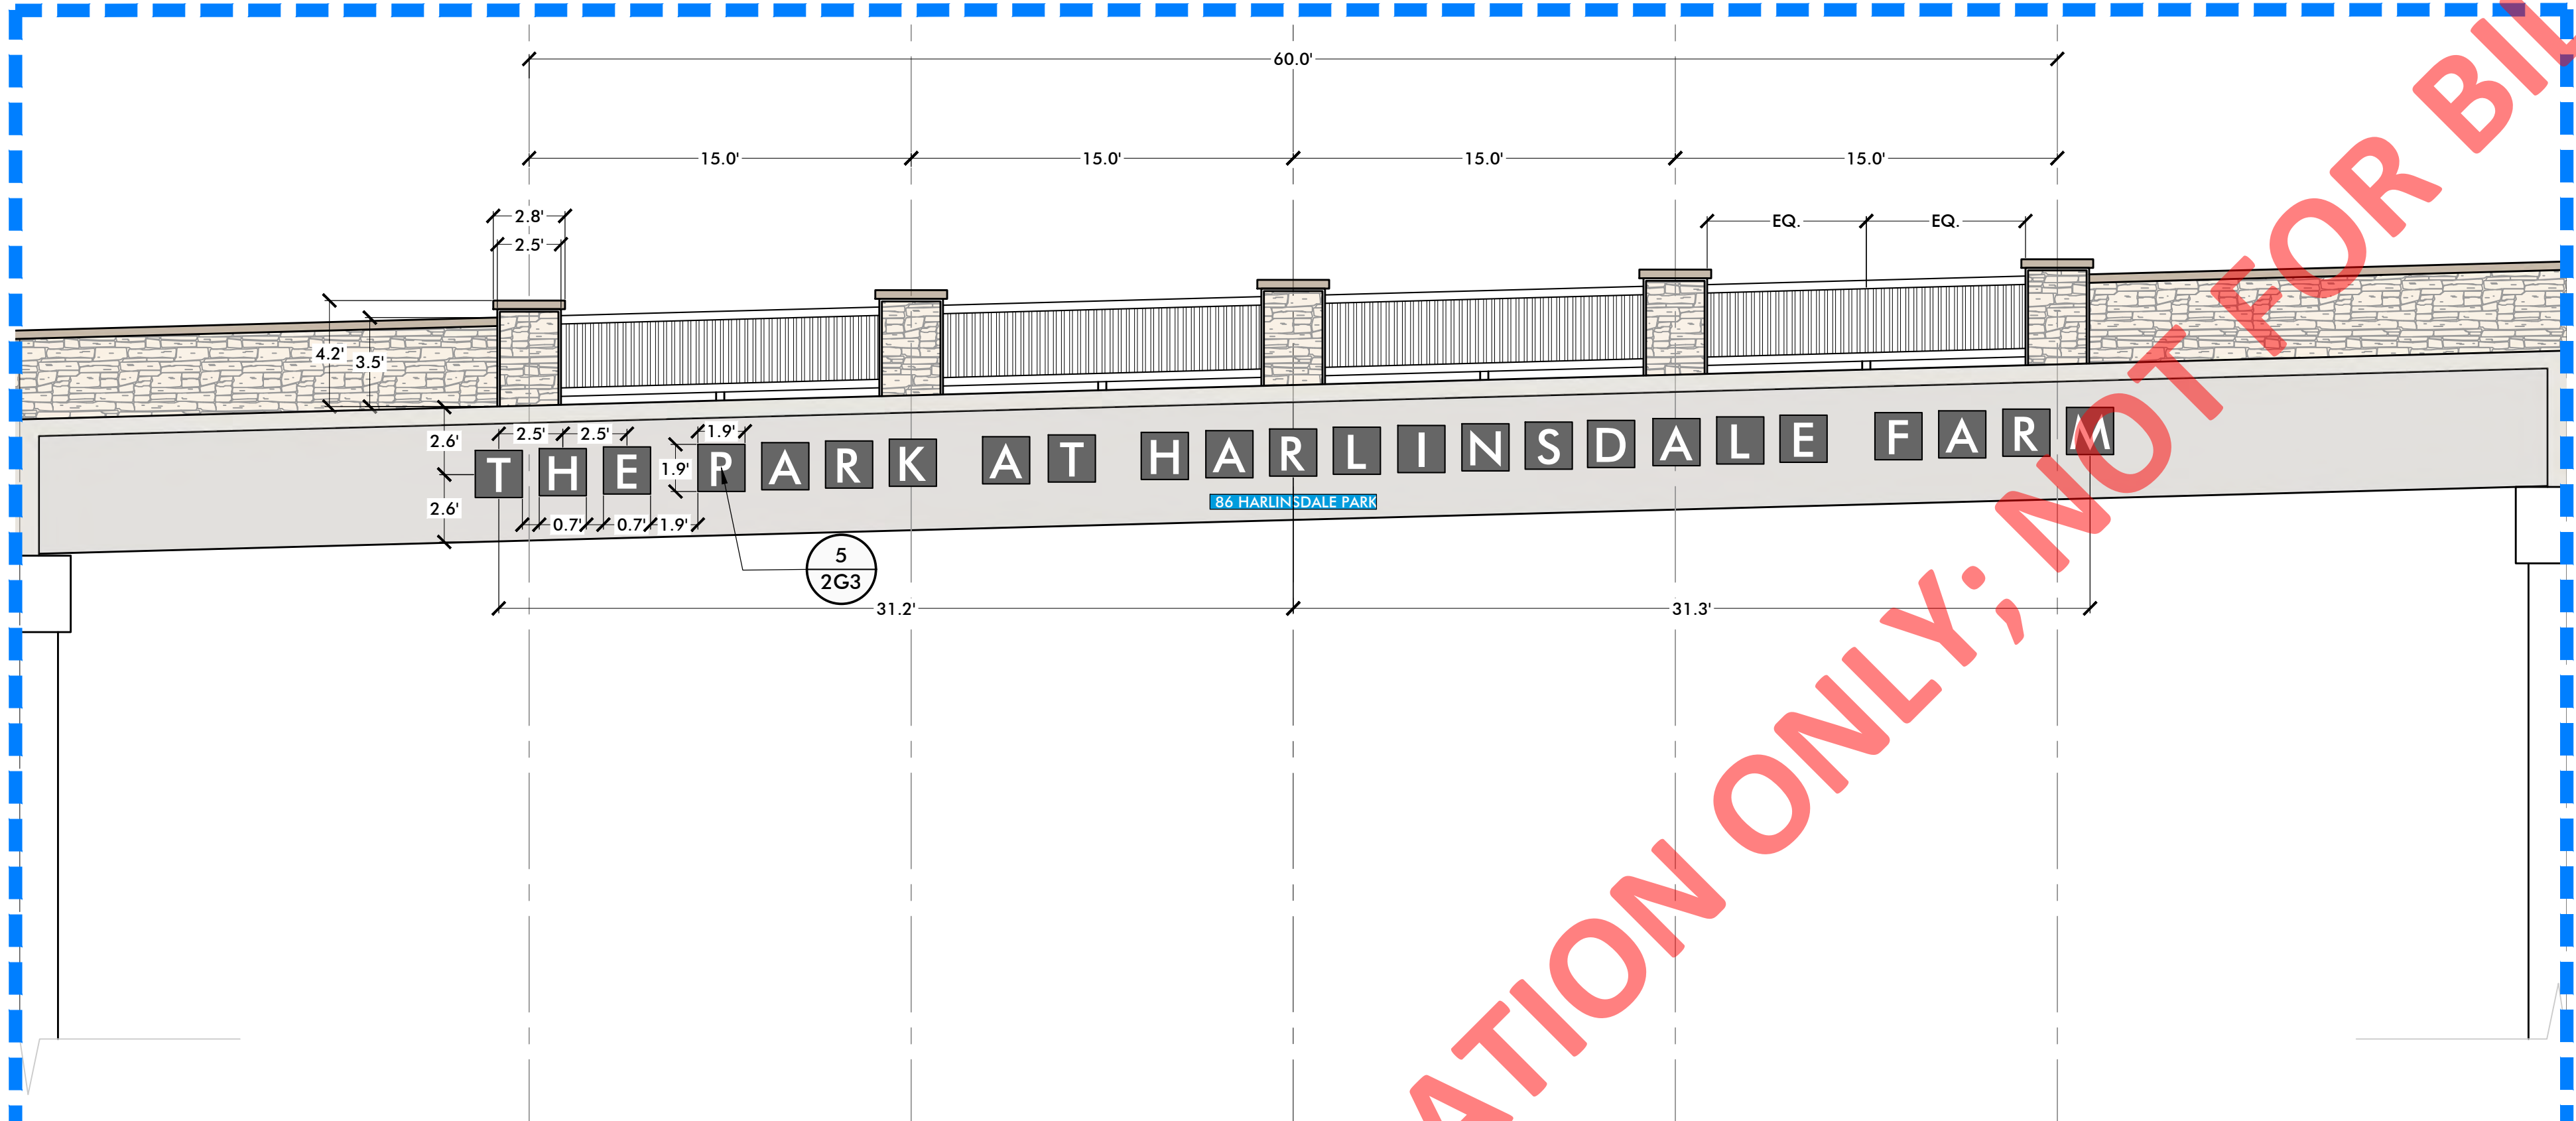 60.0'
15.0' 15.0' 15.0' 15.0'
2.8'
2.5'
EQ. EQ.
4.2' 3.5'
2.6' 2.5' 2.5' 1.9'
1.9'
THE PARK AT HARLINSDALE FARM
86 HARLINSDALE PARK
2.6' 0.7' 0.7' 1.9'
5
2G3
31.2' 31.3'
ONLY; NOT FOR